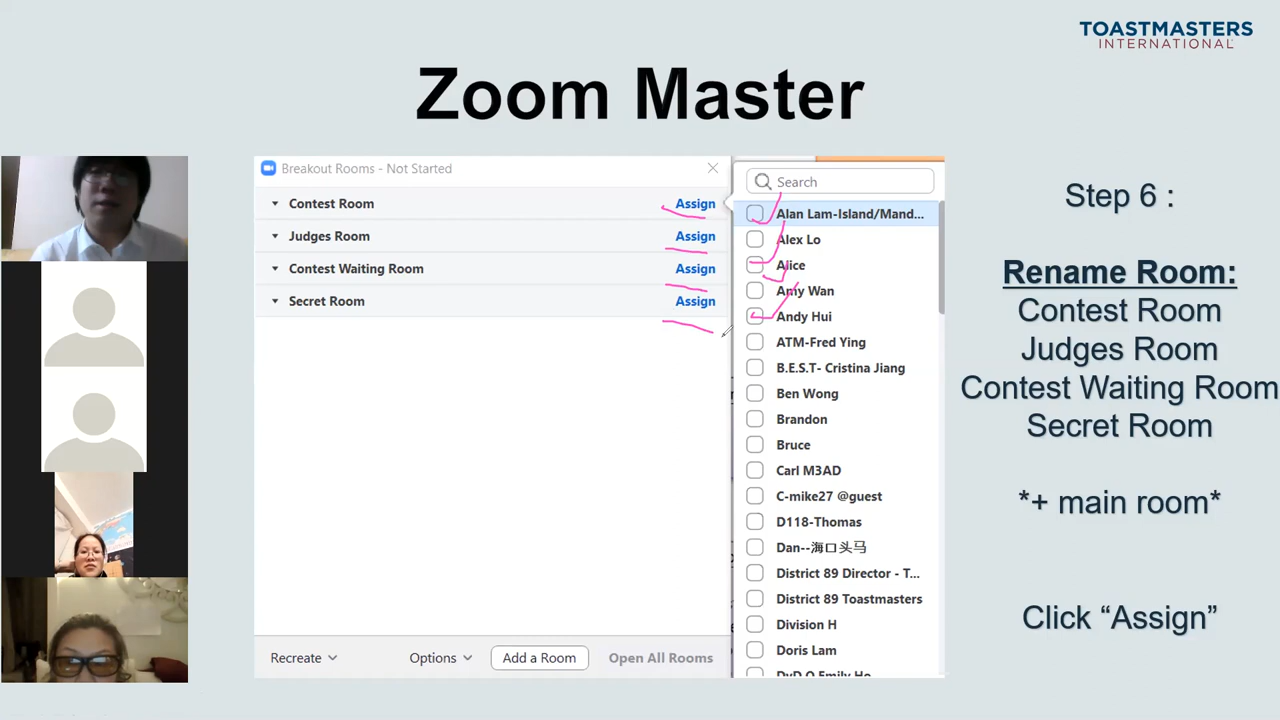 TOASTMASTERS
INTERNATIONAL
Zoom Master
Breakout Rooms - Not Started
Contest Room Assign
Judges Room Assign
Contest Waiting Room Assign
Secret Room Assign
Recreate Options Add a Room Open All Rooms
Search
Alan Lam-Island/Mand...
Alex Lo
Alice
Amy Wan
Andy Hui
ATM-Fred Ying
B.E.S.T- Cristina Jiang
Ben Wong
Brandon
Bruce
Carl M3AD
C-mike27 @guest
D118-Thomas
Dan--海口头马
District 89 Director - T...
District 89 Toastmasters
Division H
Doris Lam
Step 6 :
Rename Room:
Contest Room
Judges Room
Contest Waiting Room
Secret Room
*+ main room*
Click “Assign”